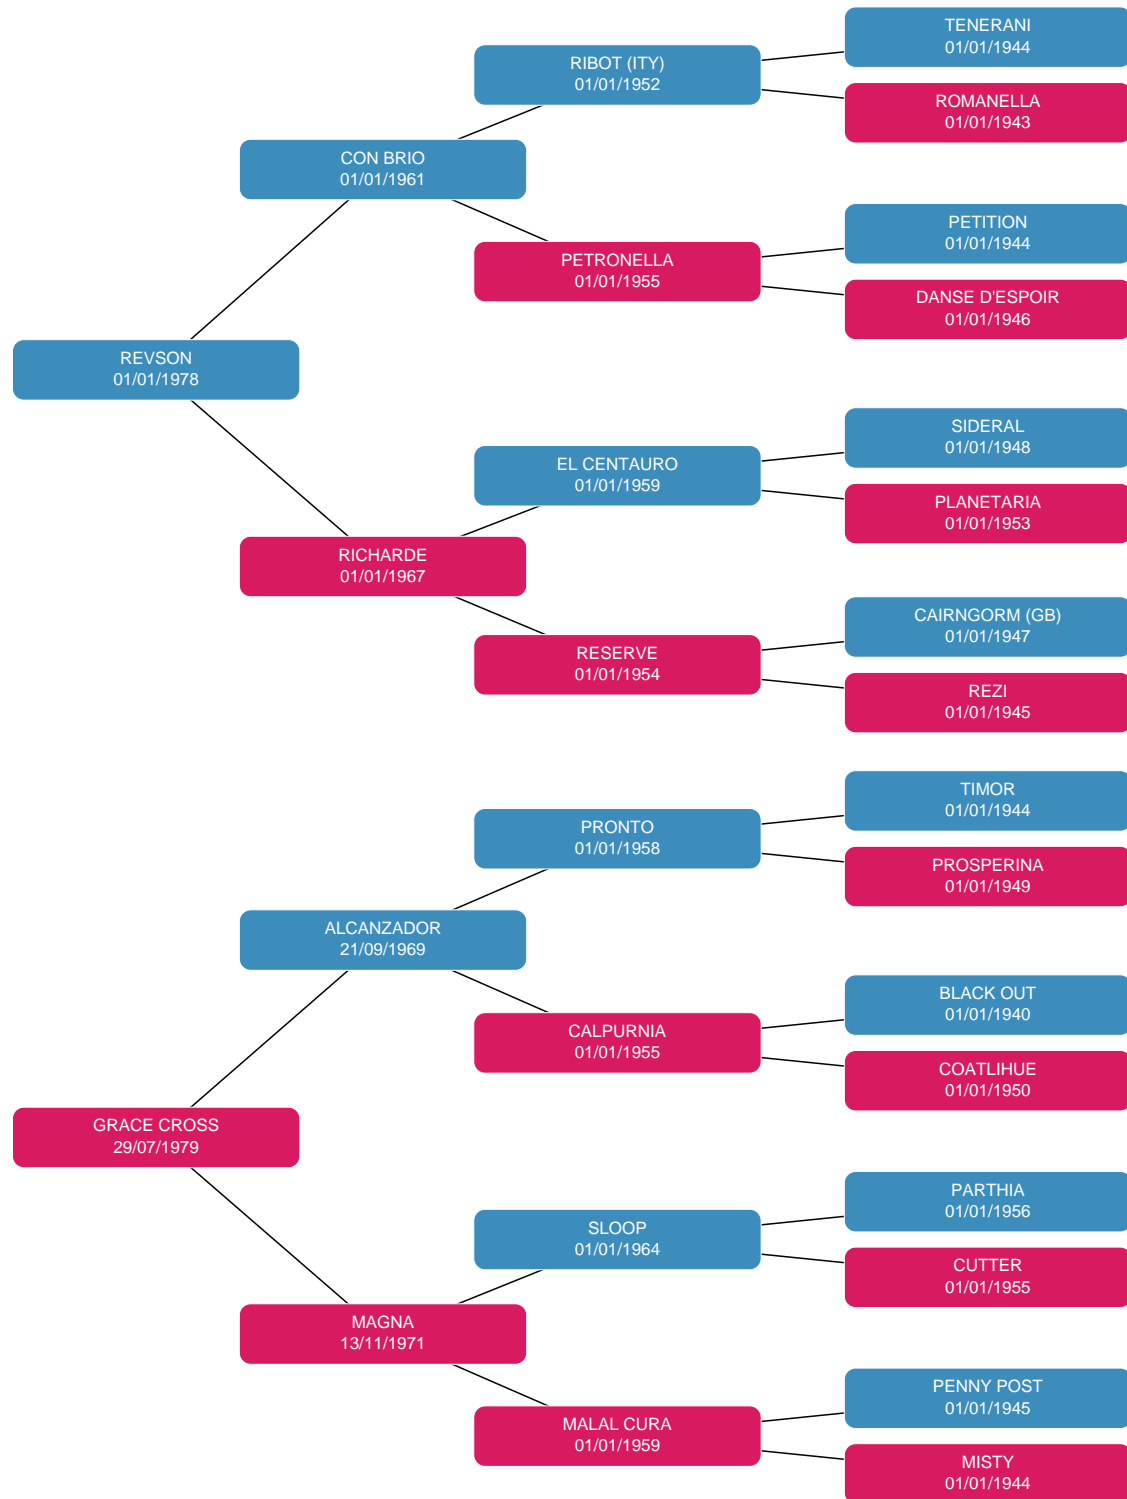 TENERANI
01/01/1944
RIBOT (ITY)
01/01/1952
ROMANELLA
01/01/1943
CON BRIO
01/01/1961
PETITION
01/01/1944
PETRONELLA
01/01/1955
DANSE D'ESPOIR
01/01/1946
REVSON
01/01/1978
SIDERAL
01/01/1948
EL CENTAURO
01/01/1959
PLANETARIA
01/01/1953
RICHARDE
01/01/1967
CAIRNGORM (GB)
01/01/1947
RESERVE
01/01/1954
REZI
01/01/1945
TIMOR
01/01/1944
PRONTO
01/01/1958
PROSPERINA
01/01/1949
ALCANZADOR
21/09/1969
BLACK OUT
01/01/1940
CALPURNIA
01/01/1955
COATLIHUE
01/01/1950
GRACE CROSS
29/07/1979
PARTHIA
01/01/1956
SLOOP
01/01/1964
CUTTER
01/01/1955
MAGNA
13/11/1971
PENNY POST
01/01/1945
MALAL CURA
01/01/1959
MISTY
01/01/1944